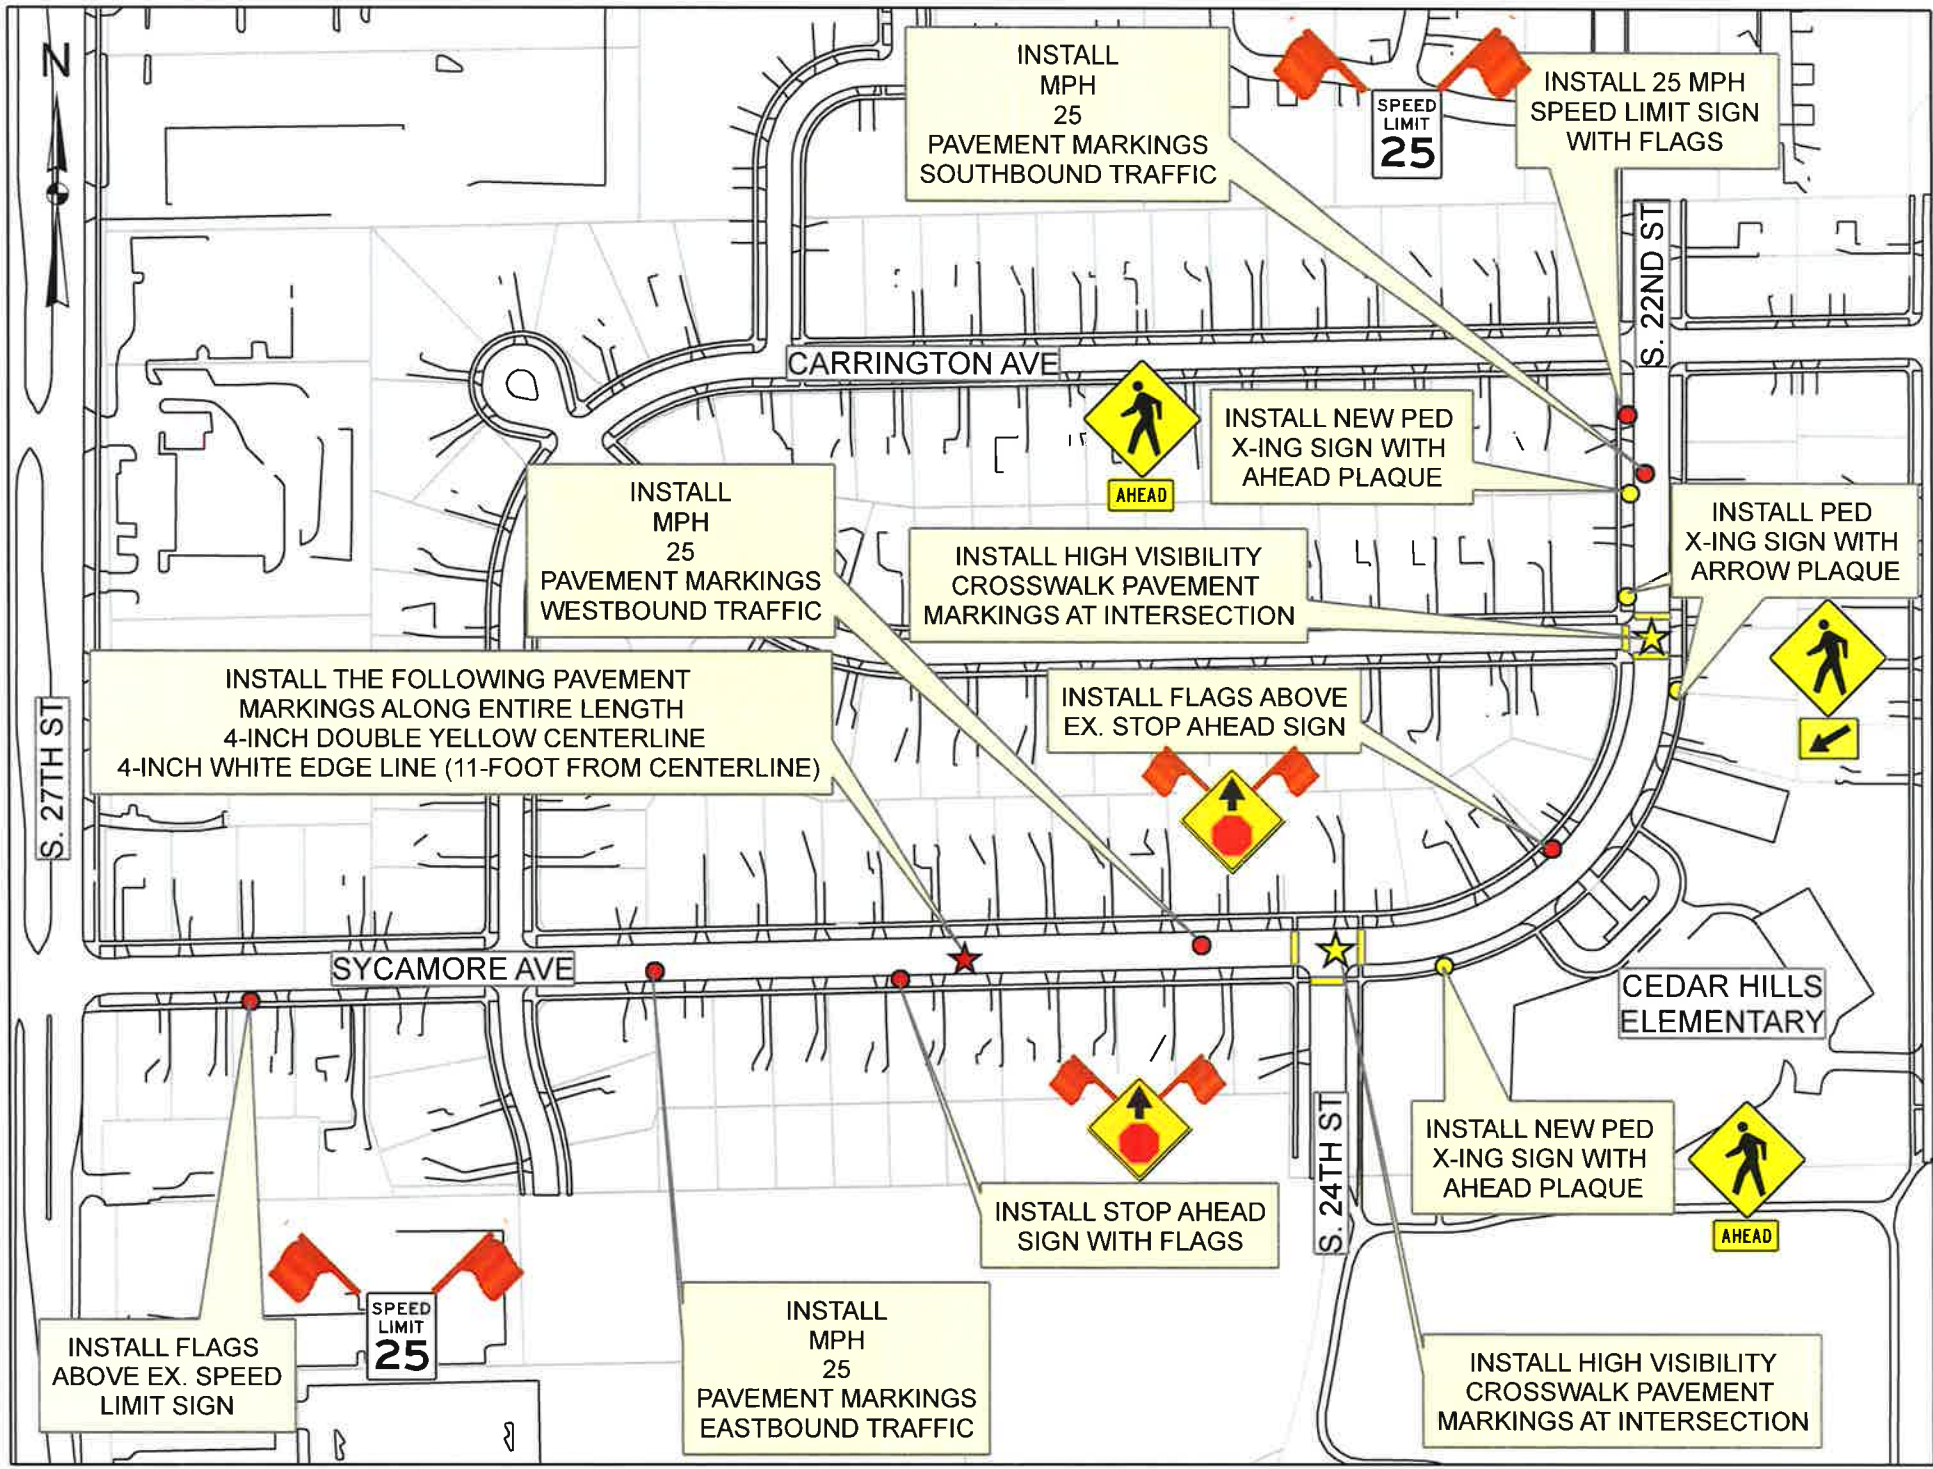 N
INSTALL
MPH
25
PAVEMENT MARKINGS
SOUTHBOUND TRAFFIC
SPEED
LIMIT
25
INSTALL 25 MPH
SPEED LIMIT SIGN
WITH FLAGS
S. 22ND ST
CARRINGTON AVE
AHEAD
INSTALL NEW PED
X-ING SIGN WITH
AHEAD PLAQUE
INSTALL
MPH
25
PAVEMENT MARKINGS
WESTBOUND TRAFFIC
INSTALL HIGH VISIBILITY
CROSSWALK PAVEMENT
MARKINGS AT INTERSECTION
INSTALL PED
X-ING SIGN WITH
ARROW PLAQUE
INSTALL THE FOLLOWING PAVEMENT
MARKINGS ALONG ENTIRE LENGTH
4-INCH DOUBLE YELLOW CENTERLINE
4-INCH WHITE EDGE LINE (11-FOOT FROM CENTERLINE)
INSTALL FLAGS ABOVE
EX. STOP AHEAD SIGN
S. 27TH ST
SYCAMORE AVE
CEDAR HILLS
ELEMENTARY
S. 24TH ST
INSTALL NEW PED
X-ING SIGN WITH
AHEAD PLAQUE
AHEAD
INSTALL STOP AHEAD
SIGN WITH FLAGS
INSTALL FLAGS
ABOVE EX. SPEED
LIMIT SIGN
SPEED
LIMIT
25
INSTALL
MPH
25
PAVEMENT MARKINGS
EASTBOUND TRAFFIC
INSTALL HIGH VISIBILITY
CROSSWALK PAVEMENT
MARKINGS AT INTERSECTION